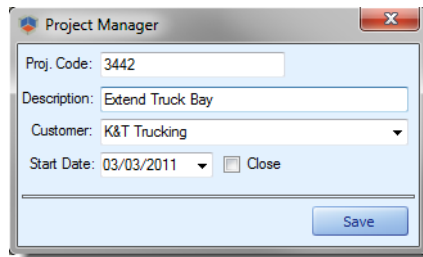 Project Manager
Proj. Code: 3442
Description: Extend Truck Bay
Customer: K&T Trucking
Start Date: 03/03/2011 Close
Save